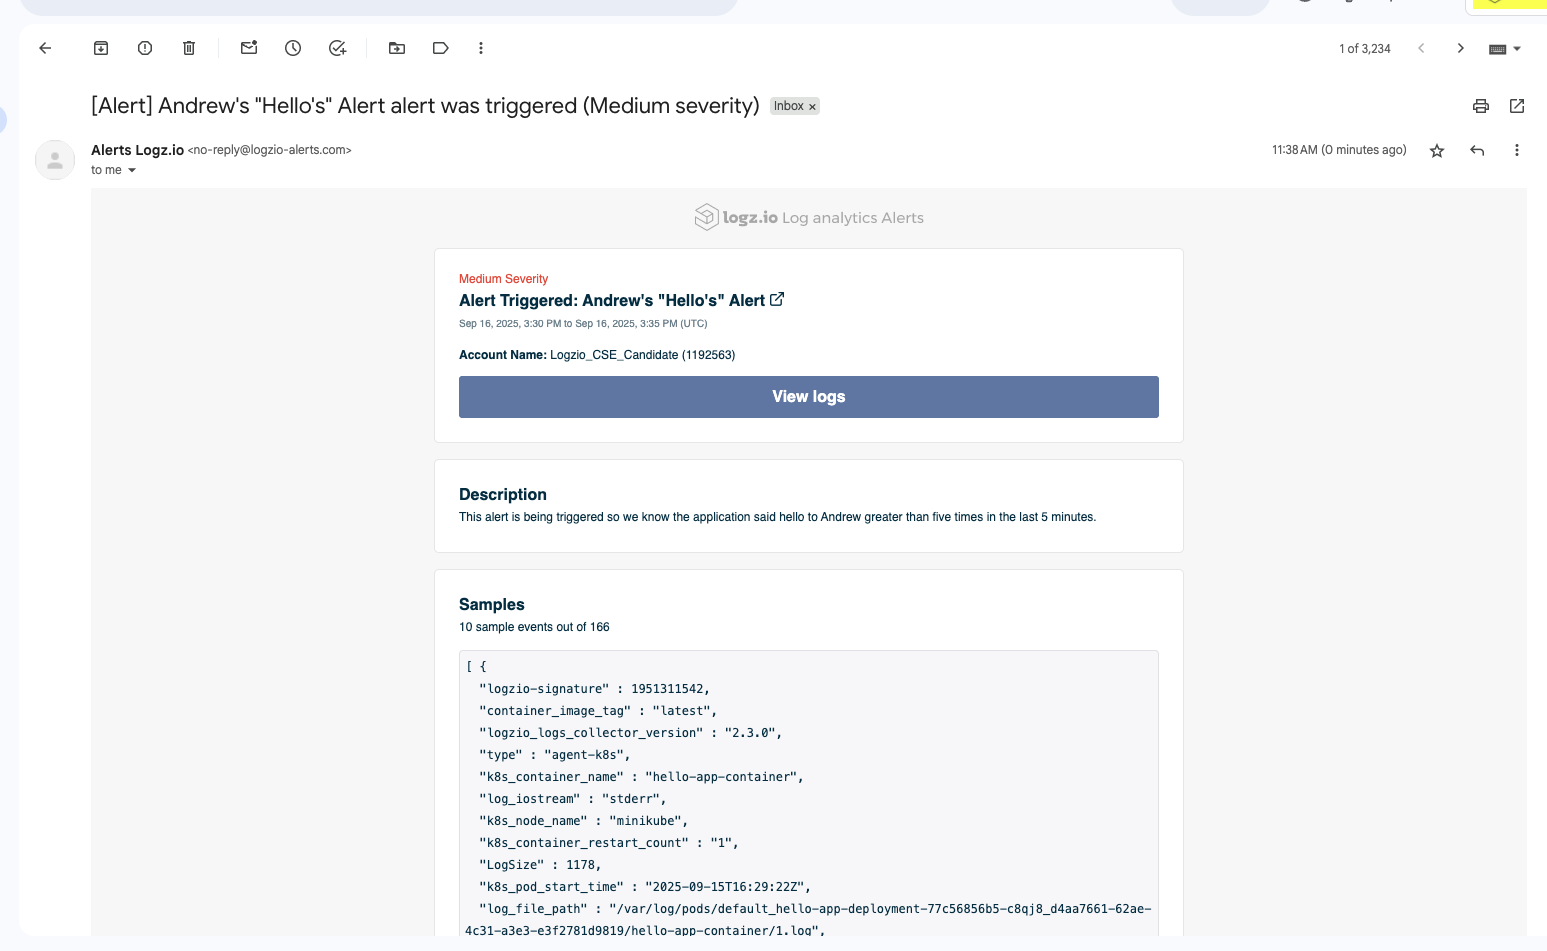 1 of 3,234
[Alert] Andrew's "Hello's" Alert alert was triggered (Medium severity) Inbox ×
Alerts Logz.io <no-reply@logzio-alerts.com> 11:38 AM (0 minutes ago)
to me
logz.io Log analytics Alerts
Medium Severity
Alert Triggered: Andrew's "Hello's" Alert
Sep 16, 2025, 3:30 PM to Sep 16, 2025, 3:35 PM (UTC)
Account Name: Logzio_CSE_Candidate (1192563)
View logs
Description
This alert is being triggered so we know the application said hello to Andrew greater than five times in the last 5 minutes.
Samples
10 sample events out of 166
[ {
"logzio-signature" : 1951311542,
"container_image_tag" : "latest",
"logzio_logs_collector_version" : "2.3.0",
"type" : "agent-k8s",
"k8s_container_name" : "hello-app-container",
"log_iostream" : "stderr",
"k8s_node_name" : "minikube",
"k8s_container_restart_count" : "1",
"LogSize" : 1178,
"k8s_pod_start_time" : "2025-09-15T16:29:22Z",
"log_file_path" : "/var/log/pods/default_hello-app-deployment-77c56856b5-c8qj8_d4aa7661-62ae-
4c31-a3e3-e3f2781d9819/hello-app-container/1.log",